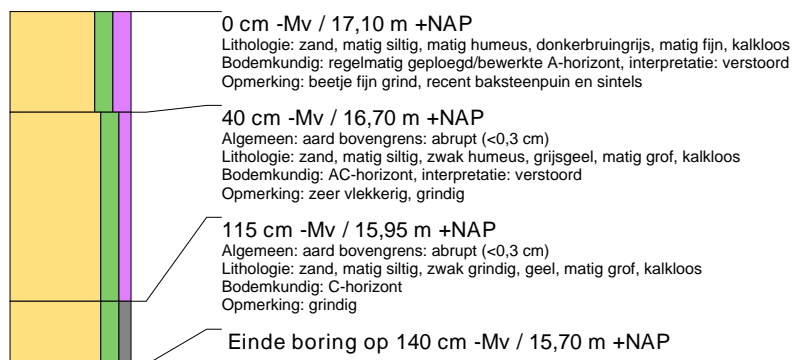 0 cm -Mv / 17,10 m +NAP
Lithologie: zand, matig siltig, matig humeus, donkerbruingrijs, matig fijn, kalkloos
Bodemkundig: regelmatig geploegd/bewerkte A-horizont, interpretatie: verstoord
Opmerking: beetje fijn grind, recent baksteenpuin en sintels
40 cm -Mv / 16,70 m +NAP
Algemeen: aard bovengrens: abrupt (<0,3 cm)
Lithologie: zand, matig siltig, zwak humeus, grijsgeel, matig grof, kalkloos
Bodemkundig: AC-horizont, interpretatie: verstoord
Opmerking: zeer vlekkerig, grindig
115 cm -Mv / 15,95 m +NAP
Algemeen: aard bovengrens: abrupt (<0,3 cm)
Lithologie: zand, matig siltig, zwak grindig, geel, matig grof, kalkloos
Bodemkundig: C-horizont
Opmerking: grindig
Einde boring op 140 cm -Mv / 15,70 m +NAP